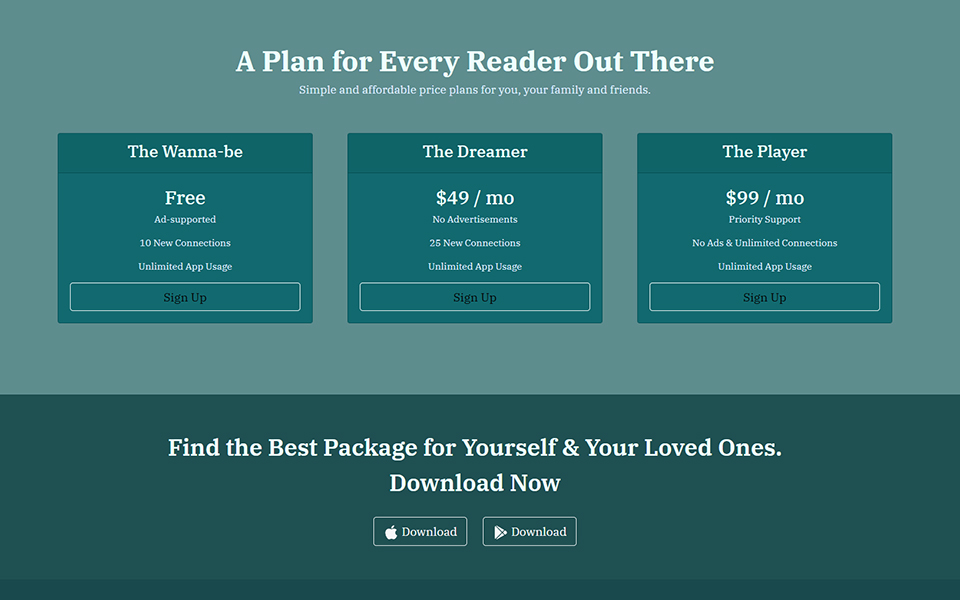 A Plan for Every Reader Out There
Simple and affordable price plans for you, your family and friends.
The Wanna-be
Free
Ad-supported
10 New Connections
Unlimited App Usage
Sign Up
The Dreamer
$49 / mo
No Advertisements
25 New Connections
Unlimited App Usage
Sign Up
The Player
$99 / mo
Priority Support
No Ads & Unlimited Connections
Unlimited App Usage
Sign Up
Find the Best Package for Yourself & Your Loved Ones.
Download Now
Download
Download